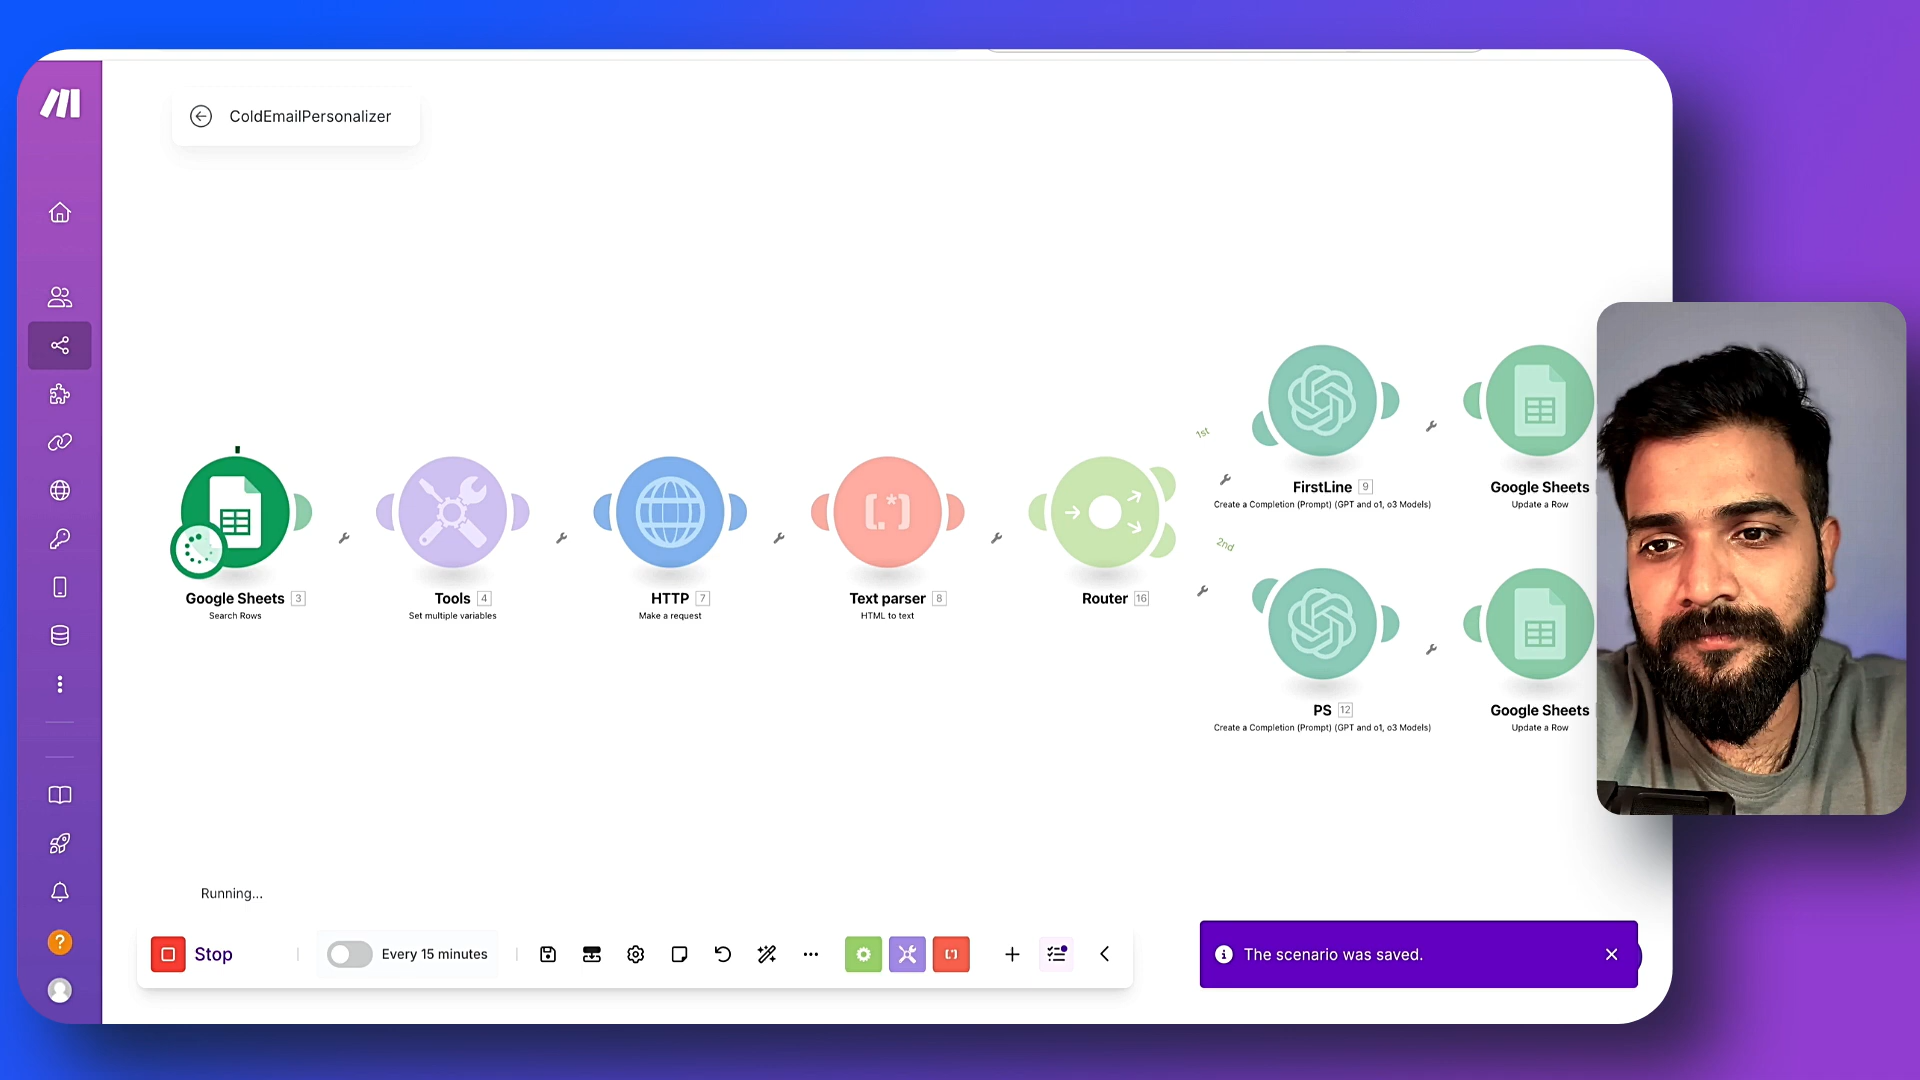 ColdEmailPersonalizer
1st
FirstLine 9
Create a Completion (Prompt) (GPT and o1, o3 Models)
Google Sheets
Update a Row
Google Sheets 3
Search Rows
Tools 4
Set multiple variables
HTTP 7
Make a request
[.*]
Text parser 8
HTML to text
Router 16
2nd
PS 12
Create a Completion (Prompt) (GPT and o1, o3 Models)
Google Sheets
Update a Row
Running...
Stop
Every 15 minutes
The scenario was saved.
?